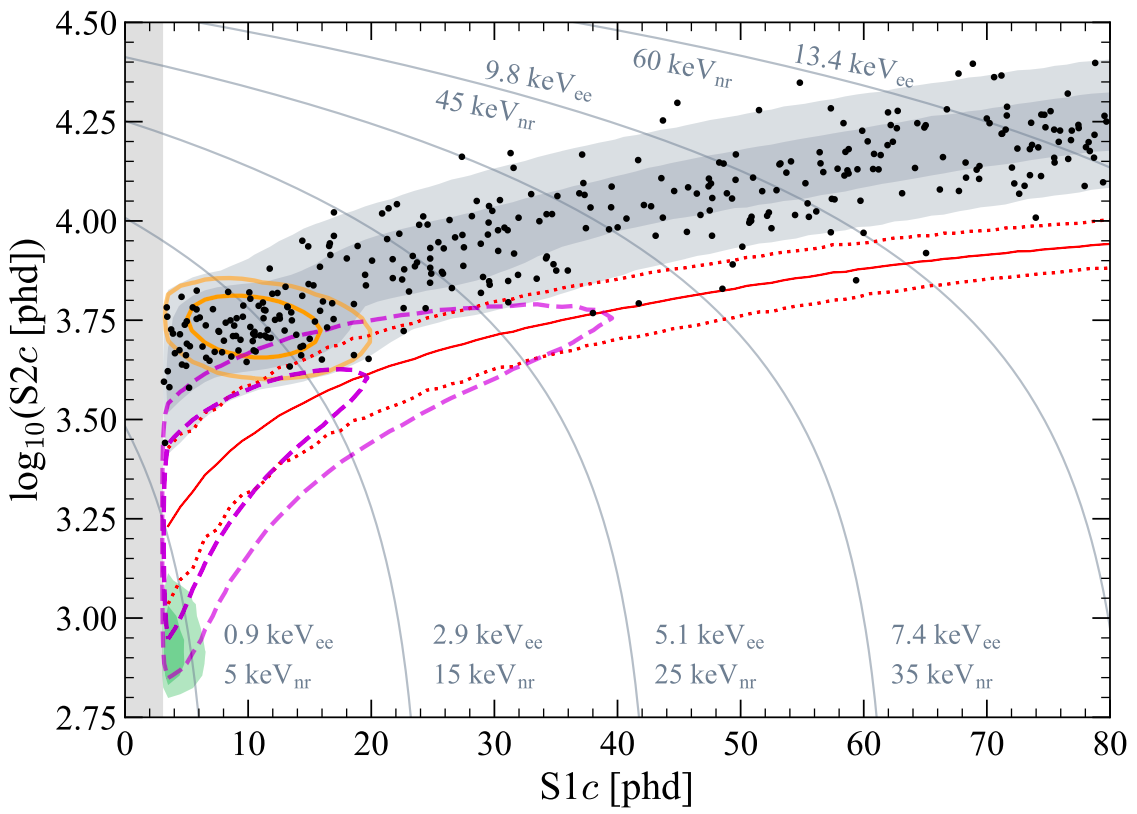 4.50
4.25
4.00
3.75
3.50
3.25
3.00
2.75
log₁₀(S2c [phd])
9.8 keVₑₑ
45 keVₙᵣ
60 keVₙᵣ
13.4 keVₑₑ
0.9 keVₑₑ
5 keVₙᵣ
2.9 keVₑₑ
15 keVₙᵣ
5.1 keVₑₑ
25 keVₙᵣ
7.4 keVₑₑ
35 keVₙᵣ
0 10 20 30 40 50 60 70 80
S1c [phd]